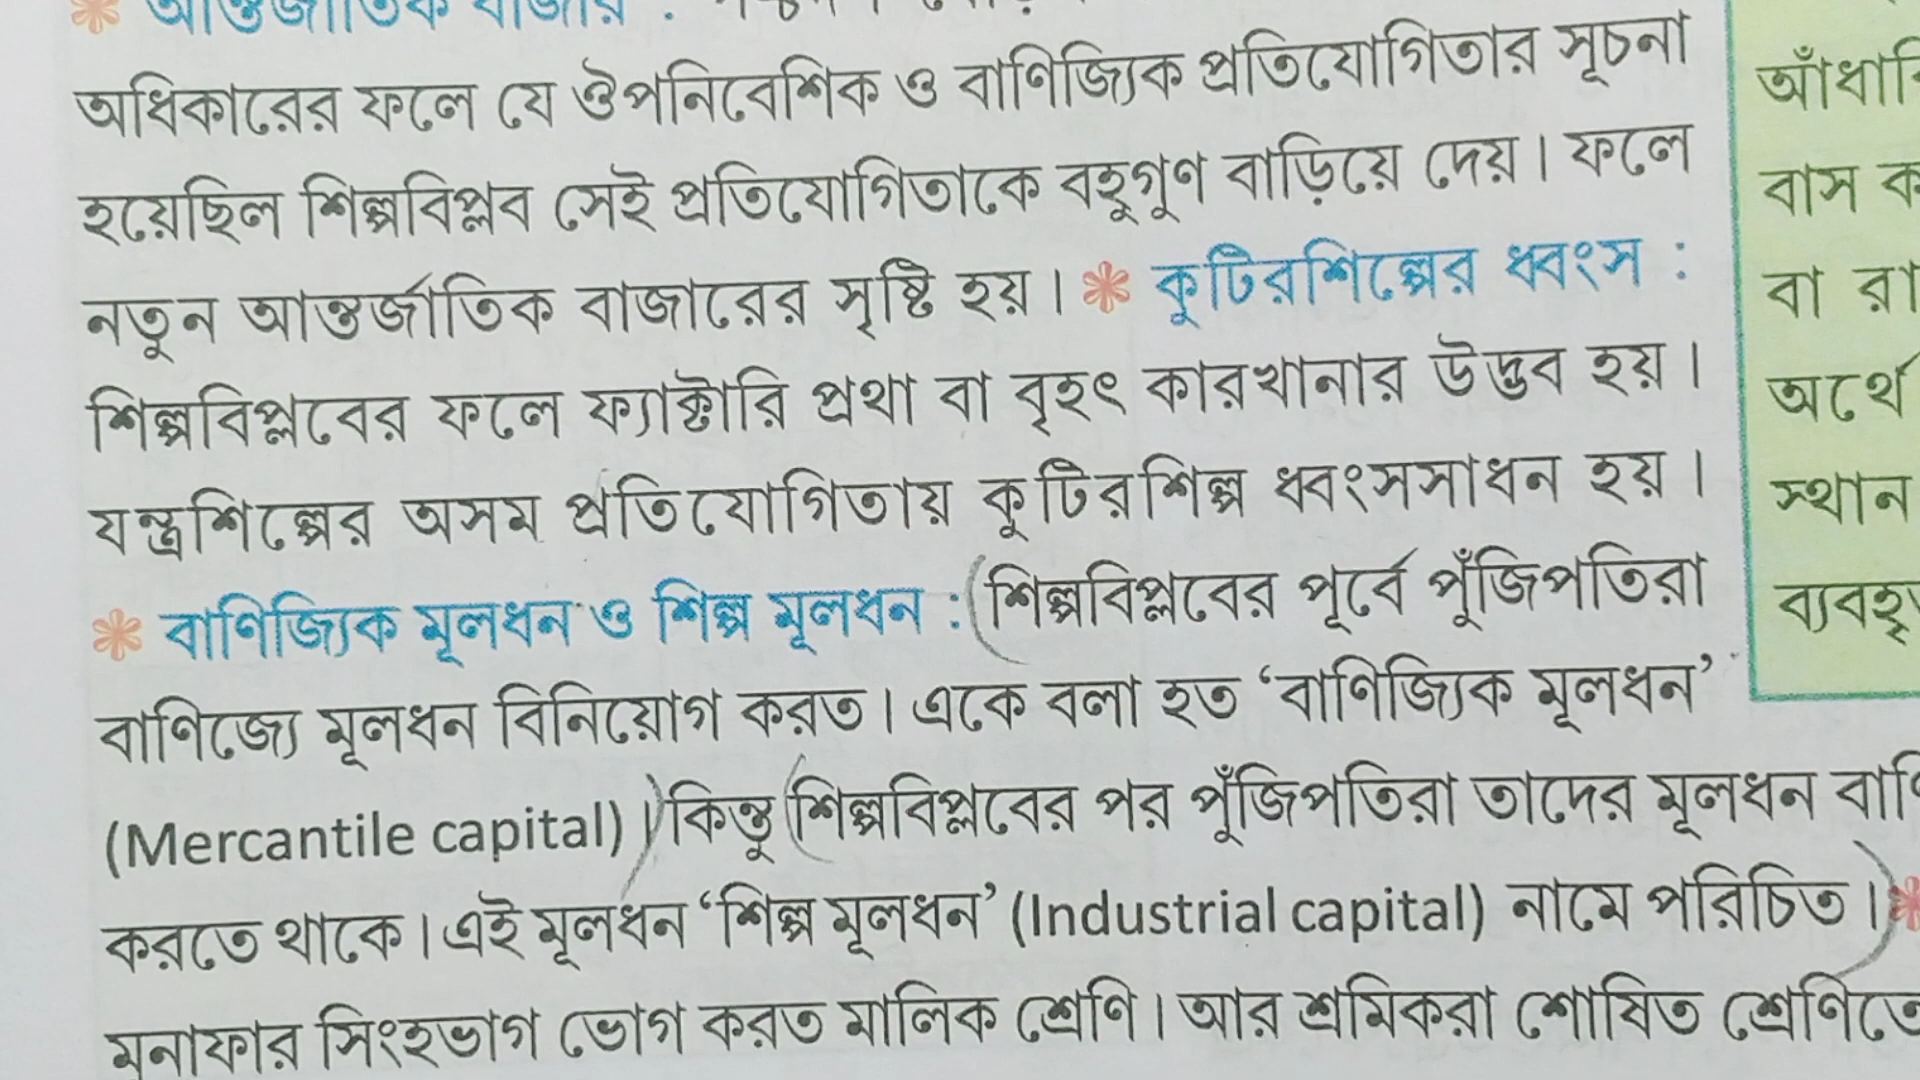 * আন্তর্জাতিক বাজার :
অধিকারের ফলে যে ঔপনিবেশিক ও বাণিজ্যিক প্রতিযোগিতার সূচনা
হয়েছিল শিল্পবিপ্লব সেই প্রতিযোগিতাকে বহুগুণ বাড়িয়ে দেয়। ফলে
নতুন আন্তর্জাতিক বাজারের সৃষ্টি হয়। * কুটিরশিল্পের ধ্বংস :
শিল্পবিপ্লবের ফলে ফ্যাক্টোরি প্রথা বা বৃহৎ কারখানার উদ্ভব হয়।
যন্ত্রশিল্পের অসম প্রতিযোগিতায় কুটিরশিল্প ধ্বংসসাধন হয়।
* বাণিজ্যিক মূলধন ও শিল্প মূলধন : (শিল্পবিপ্লবের পূর্বে পুঁজিপতিরা
বাণিজ্যে মূলধন বিনিয়োগ করত। একে বলা হত ‘বাণিজ্যিক মূলধন’
(Mercantile capital)।) কিন্তু (শিল্পবিপ্লবের পর পুঁজিপতিরা তাদের মূলধন
করতে থাকে। এই মূলধন ‘শিল্প মূলধন’ (Industrial capital) নামে পরিচিত।) *
মুনাফার সিংহভাগ ভোগ করত মালিক শ্রেণি। আর শ্রমিকরা শোষিত শ্রেণিতে
আঁধারি
বাস ক
বা রা
অর্থে
স্থান